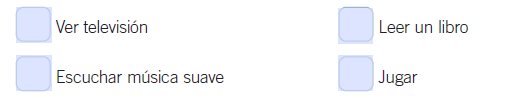 Ver televisión
Leer un libro
Escuchar música suave
Jugar